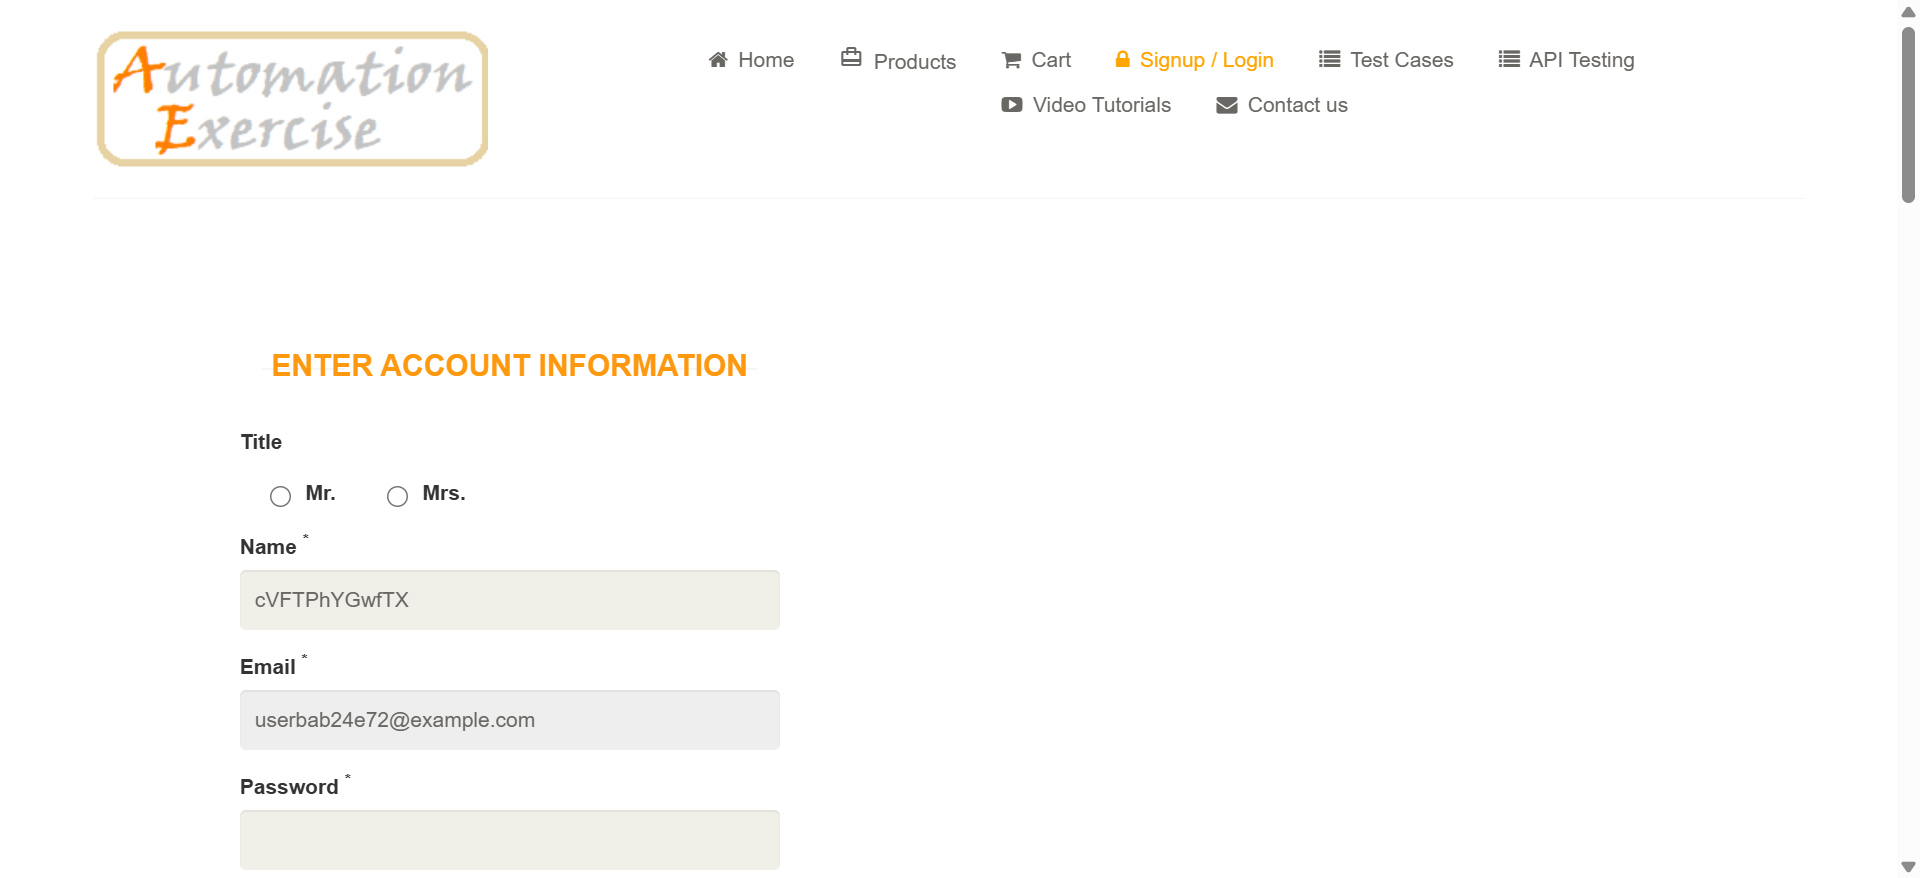 Automation
Exercise
Home Products Cart Signup / Login Test Cases API Testing
Video Tutorials Contact us
ENTER ACCOUNT INFORMATION
Title
Mr. Mrs.
Name *
cVFTPhYGwfTX
Email *
userbab24e72@example.com
Password *